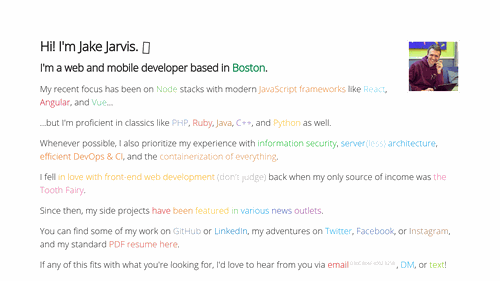 Hi! I'm Jake Jarvis.
I'm a web and mobile developer based in Boston.
My recent focus has been on Node stacks with modern JavaScript frameworks like React,
Angular, and Vue...
...but I'm proficient in classics like PHP, Ruby, Java, C++, and Python as well.
Whenever possible, I also prioritize my experience with information security, server(less) architecture,
efficient DevOps & CI, and the containerization of everything.
I fell in love with front-end web development (don't judge) back when my only source of income was the
Tooth Fairy.
Since then, my side projects have been featured in various news outlets.
You can find some of my work on GitHub or LinkedIn, my adventures on Twitter, Facebook, or Instagram,
and my standard PDF resume here.
If any of this fits with what you're looking for, I'd love to hear from you via email , DM, or text!